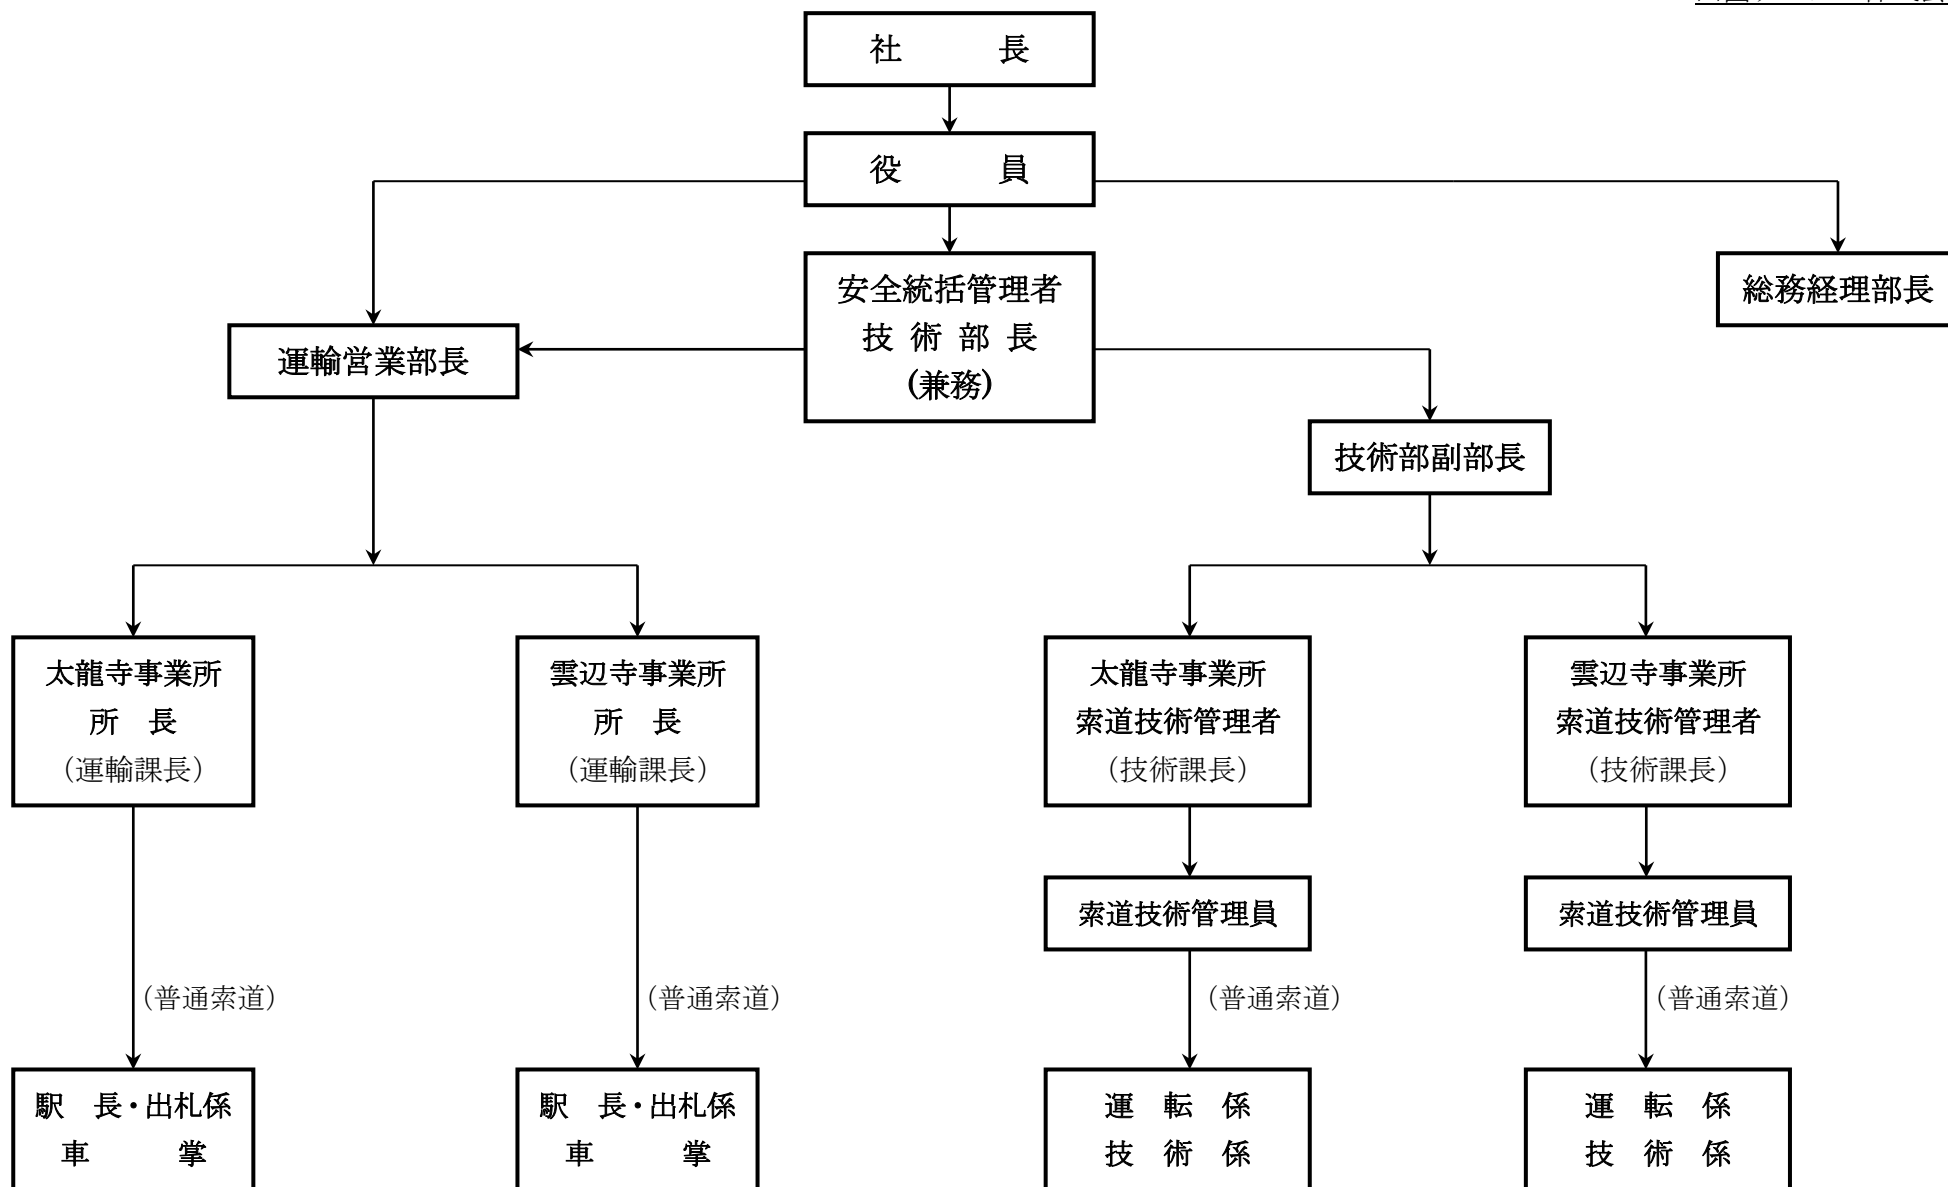 社　　　長
役　　　員
安全統括管理者
技 術 部 長
(兼務)
総務経理部長
運輸営業部長
技術部副部長
太龍寺事業所
所　長
（運輸課長）
雲辺寺事業所
所　長
（運輸課長）
太龍寺事業所
索道技術管理者
（技術課長）
雲辺寺事業所
索道技術管理者
（技術課長）
索道技術管理員
索道技術管理員
（普通索道）
（普通索道）
（普通索道）
（普通索道）
駅　長・出札係
車　　　掌
駅　長・出札係
車　　　掌
運　転　係
技　術　係
運　転　係
技　術　係